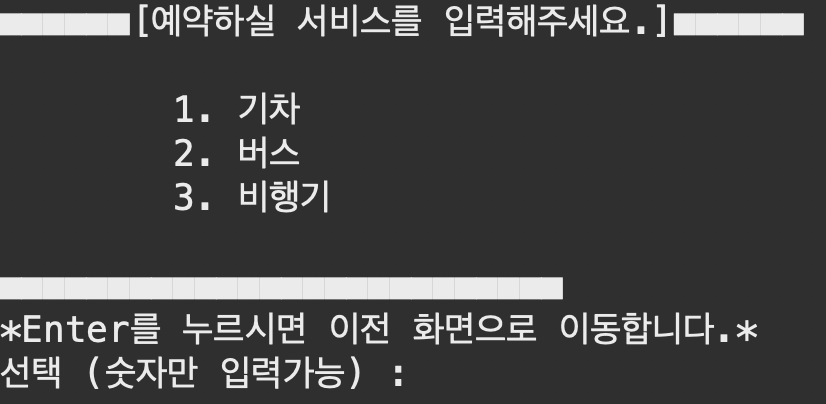 [예약하실 서비스를 입력해주세요.]
1. 기차
2. 버스
3. 비행기
*Enter를 누르시면 이전 화면으로 이동합니다.*
선택 (숫자만 입력가능) :